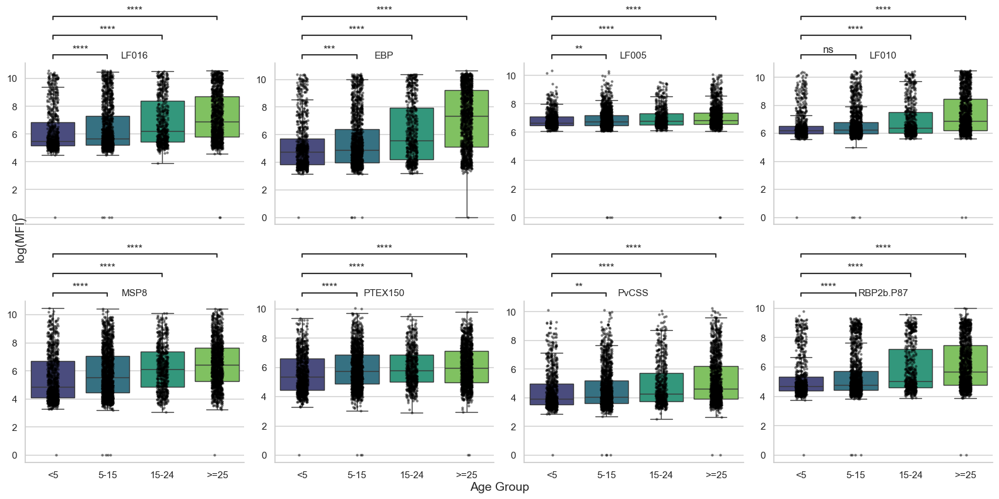 **** **** **** ****
**** **** **** ****
**** *** ** ns
LF016 EBP LF005 LF010
10 10 10 10
8 8 8 8
6 6 6 6
4 4 4 4
2 2 2 2
0 0 0 0
log(MFI)
**** **** **** ****
**** **** **** ****
**** **** ** ****
MSP8 PTEX150 PvCSS RBP2b.P87
10 10 10 10
8 8 8 8
6 6 6 6
4 4 4 4
2 2 2 2
0 0 0 0
<5 5-15 15-24 >=25 <5 5-15 15-24 >=25 <5 5-15 15-24 >=25 <5 5-15 15-24 >=25
Age Group